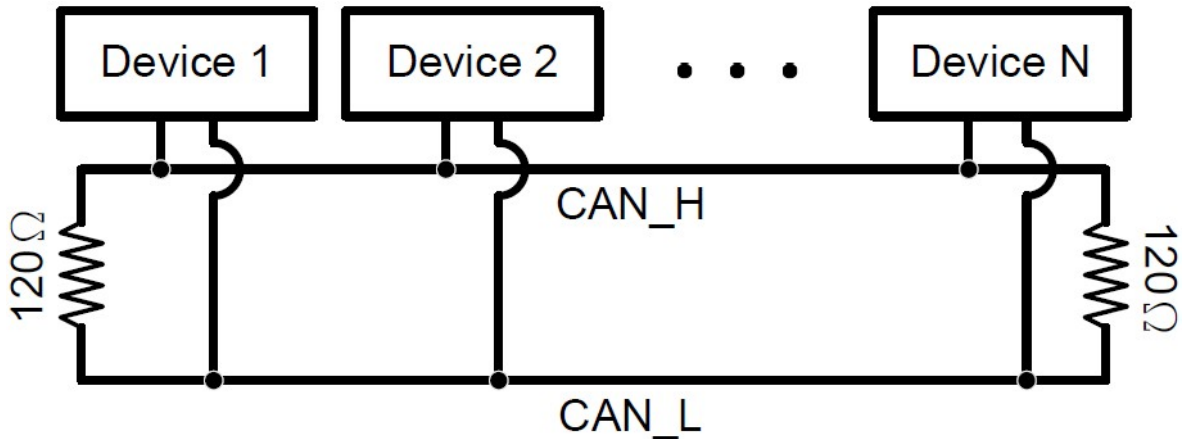 Device 1
Device 2
. . .
Device N
CAN_H
120Ω
120Ω
CAN_L